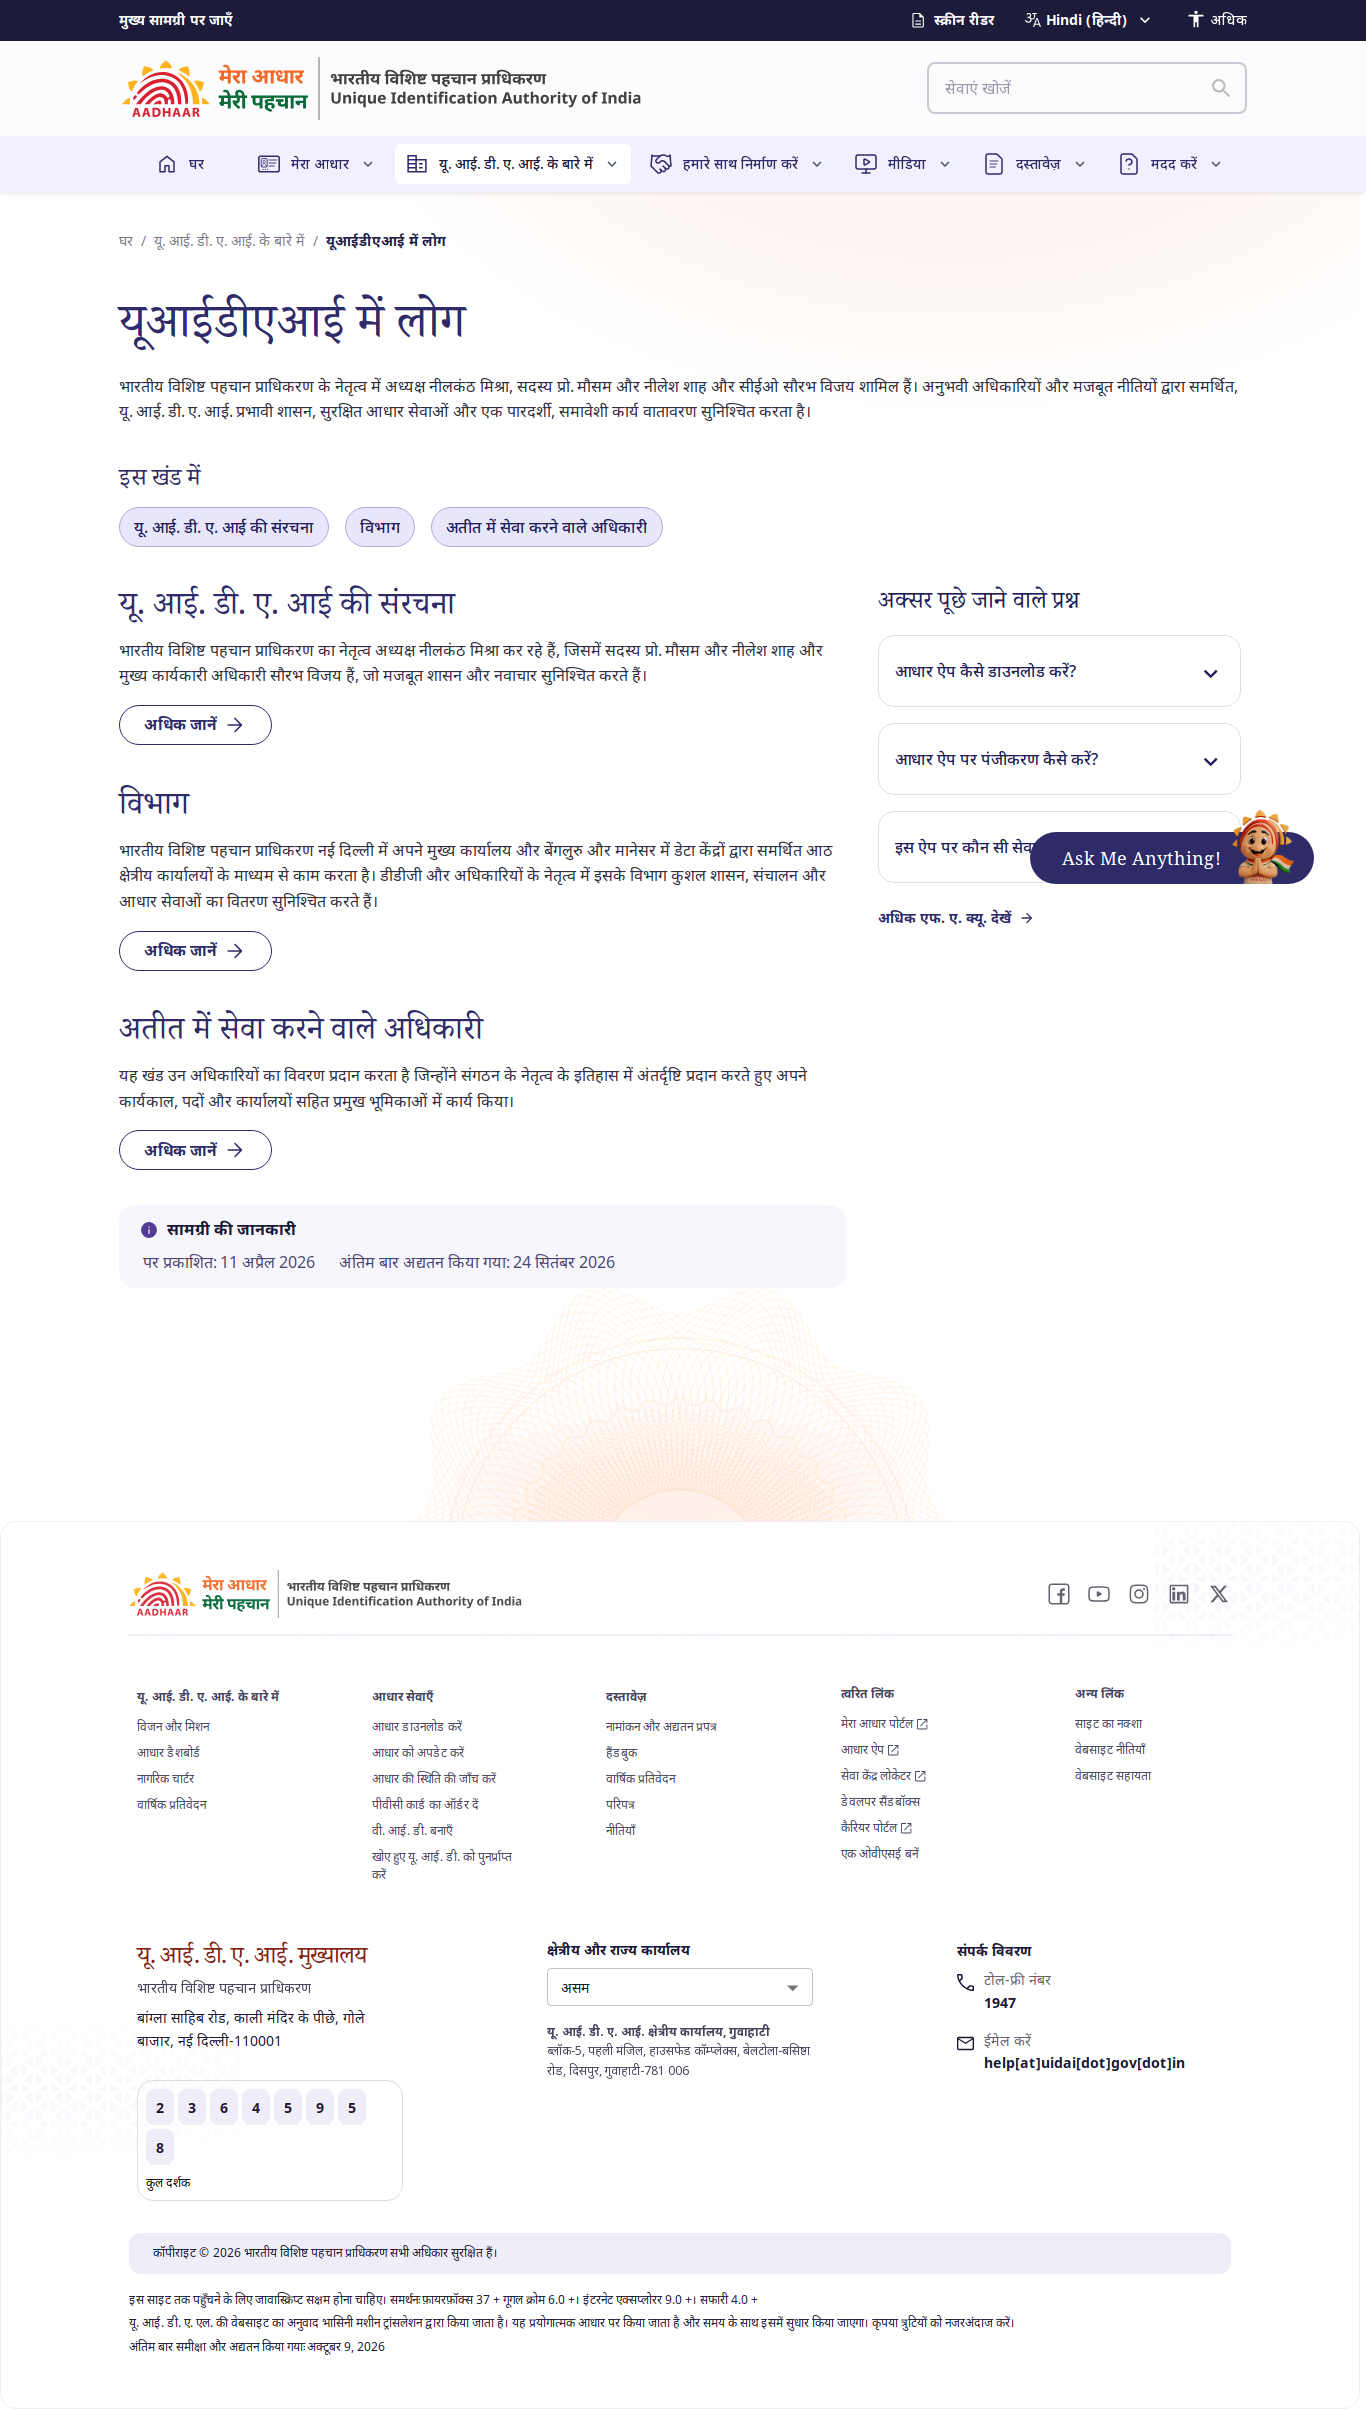 मुख्य सामग्री पर जाएँ
स्क्रीन रीडर
Hindi (हिन्दी)
अधिक
मेरा आधार
मेरी पहचान
AADHAAR
भारतीय विशिष्ट पहचान प्राधिकरण
Unique Identification Authority of India
सेवाएं खोजें
घर
मेरा आधार
यू. आई. डी. ए. आई. के बारे में
हमारे साथ निर्माण करें
मीडिया
दस्तावेज़
मदद करें
घर / यू. आई. डी. ए. आई. के बारे में / यूआईडीएआई में लोग
यूआईडीएआई में लोग
भारतीय विशिष्ट पहचान प्राधिकरण के नेतृत्व में अध्यक्ष नीलकंठ मिश्रा, सदस्य प्रो. मौसम और नीलेश शाह और सीईओ सौरभ विजय शामिल हैं। अनुभवी अधिकारियों और मजबूत नीतियों द्वारा समर्थित,
यू. आई. डी. ए. आई. प्रभावी शासन, सुरक्षित आधार सेवाओं और एक पारदर्शी, समावेशी कार्य वातावरण सुनिश्चित करता है।
इस खंड में
यू. आई. डी. ए. आई की संरचना
विभाग
अतीत में सेवा करने वाले अधिकारी
यू. आई. डी. ए. आई की संरचना
भारतीय विशिष्ट पहचान प्राधिकरण का नेतृत्व अध्यक्ष नीलकंठ मिश्रा कर रहे हैं, जिसमें सदस्य प्रो. मौसम और नीलेश शाह और
मुख्य कार्यकारी अधिकारी सौरभ विजय हैं, जो मजबूत शासन और नवाचार सुनिश्चित करते हैं।
अधिक जानें
विभाग
भारतीय विशिष्ट पहचान प्राधिकरण नई दिल्ली में अपने मुख्य कार्यालय और बेंगलुरु और मानेसर में डेटा केंद्रों द्वारा समर्थित आठ
क्षेत्रीय कार्यालयों के माध्यम से काम करता है। डीडीजी और अधिकारियों के नेतृत्व में इसके विभाग कुशल शासन, संचालन और
आधार सेवाओं का वितरण सुनिश्चित करते हैं।
अधिक जानें
अतीत में सेवा करने वाले अधिकारी
यह खंड उन अधिकारियों का विवरण प्रदान करता है जिन्होंने संगठन के नेतृत्व के इतिहास में अंतर्दृष्टि प्रदान करते हुए अपने
कार्यकाल, पदों और कार्यालयों सहित प्रमुख भूमिकाओं में कार्य किया।
अधिक जानें
सामग्री की जानकारी
पर प्रकाशित: 11 अप्रैल 2026 अंतिम बार अद्यतन किया गया: 24 सितंबर 2026
अक्सर पूछे जाने वाले प्रश्न
आधार ऐप कैसे डाउनलोड करें?
आधार ऐप पर पंजीकरण कैसे करें?
इस ऐप पर कौन सी सेवा
Ask Me Anything!
अधिक एफ. ए. क्यू. देखें
मेरा आधार
मेरी पहचान
AADHAAR
भारतीय विशिष्ट पहचान प्राधिकरण
Unique Identification Authority of India
यू. आई. डी. ए. आई. के बारे में
विजन और मिशन
आधार डैशबोर्ड
नागरिक चार्टर
वार्षिक प्रतिवेदन
आधार सेवाएँ
आधार डाउनलोड करें
आधार को अपडेट करें
आधार की स्थिति की जाँच करें
पीवीसी कार्ड का ऑर्डर दें
वी. आई. डी. बनाएँ
खोए हुए यू. आई. डी. को पुनर्प्राप्त
करें
दस्तावेज़
नामांकन और अद्यतन प्रपत्र
हैंडबुक
वार्षिक प्रतिवेदन
परिपत्र
नीतियाँ
त्वरित लिंक
मेरा आधार पोर्टल
आधार ऐप
सेवा केंद्र लोकेटर
डेवलपर सैंडबॉक्स
कैरियर पोर्टल
एक ओवीएसई बनें
अन्य लिंक
साइट का नक्शा
वेबसाइट नीतियाँ
वेबसाइट सहायता
यू. आई. डी. ए. आई. मुख्यालय
भारतीय विशिष्ट पहचान प्राधिकरण
बांग्ला साहिब रोड, काली मंदिर के पीछे, गोले
बाजार, नई दिल्ली-110001
2 3 6 4 5 9 5
8
कुल दर्शक
क्षेत्रीय और राज्य कार्यालय
असम
यू. आई. डी. ए. आई. क्षेत्रीय कार्यालय, गुवाहाटी
ब्लॉक-5, पहली मंजिल, हाउसफेड कॉम्प्लेक्स, बेलटोला-बसिष्ठा
रोड, दिसपुर, गुवाहाटी-781 006
संपर्क विवरण
टोल-फ्री नंबर
1947
ईमेल करें
help[at]uidai[dot]gov[dot]in
कॉपीराइट © 2026 भारतीय विशिष्ट पहचान प्राधिकरण सभी अधिकार सुरक्षित हैं।
इस साइट तक पहुँचने के लिए जावास्क्रिप्ट सक्षम होना चाहिए। समर्थनः फ़ायरफ़ॉक्स 37 + गूगल क्रोम 6.0 +। इंटरनेट एक्सप्लोरर 9.0 +। सफारी 4.0 +
यू. आई. डी. ए. एल. की वेबसाइट का अनुवाद भासिनी मशीन ट्रांसलेशन द्वारा किया जाता है। यह प्रयोगात्मक आधार पर किया जाता है और समय के साथ इसमें सुधार किया जाएगा। कृपया त्रुटियों को नजरअंदाज करें।
अंतिम बार समीक्षा और अद्यतन किया गयाः अक्टूबर 9, 2026